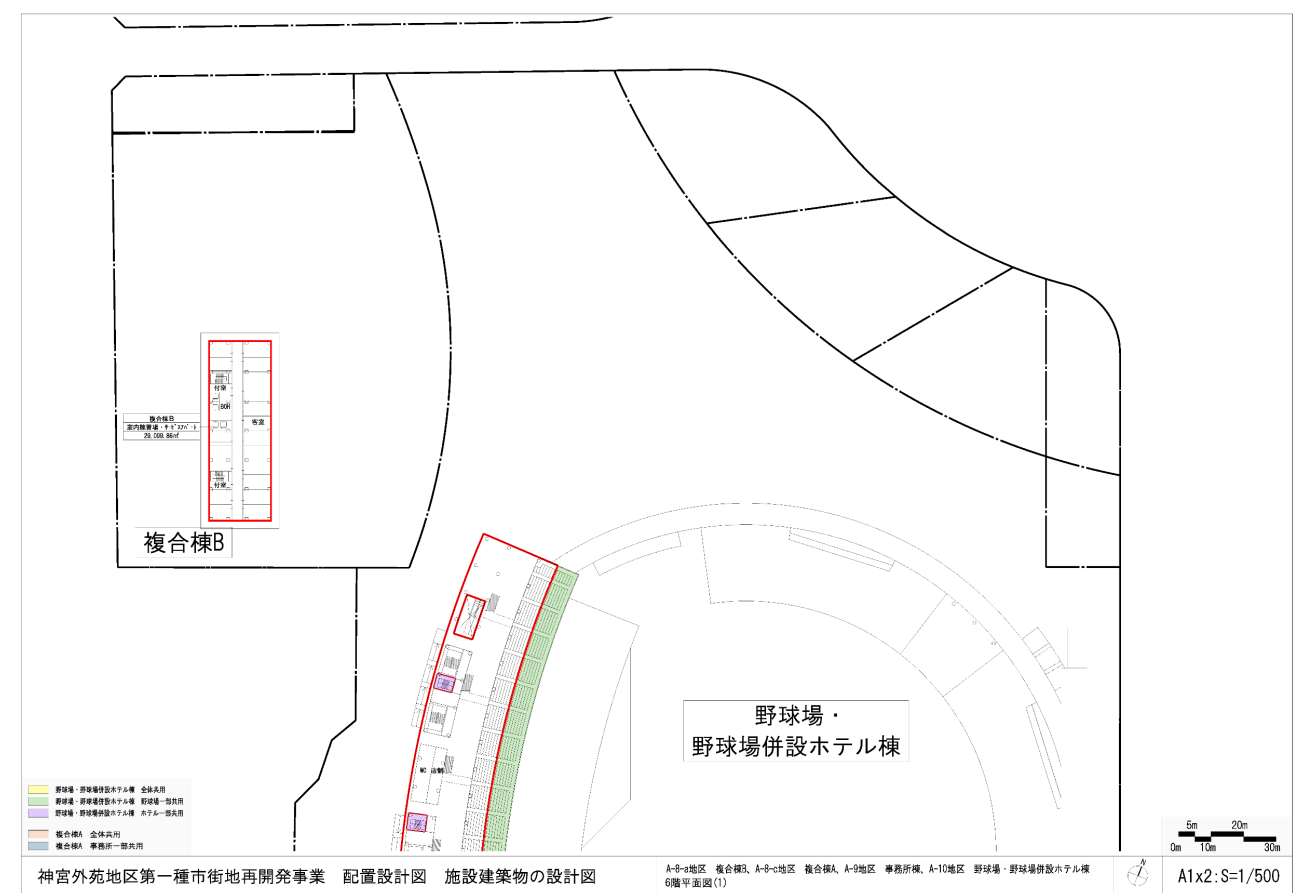 付室
BOH
客室
複合棟B
室内練習場・サービスアパート
29,099.86㎡
付室
複合棟B
野球場・
野球場併設ホテル棟
WC 店舗
野球場・野球場併設ホテル棟 全体共用
野球場・野球場併設ホテル棟 野球場一部共用
野球場・野球場併設ホテル棟 ホテル一部共用
複合棟A 全体共用
複合棟A 事務所一部共用
5m 20m
0m 10m 30m
神宮外苑地区第一種市街地再開発事業 配置設計図 施設建築物の設計図
A-8-a地区 複合棟B、A-8-c地区 複合棟A、A-9地区 事務所棟、A-10地区 野球場・野球場併設ホテル棟
6階平面図(1)
N
A1x2:S=1/500